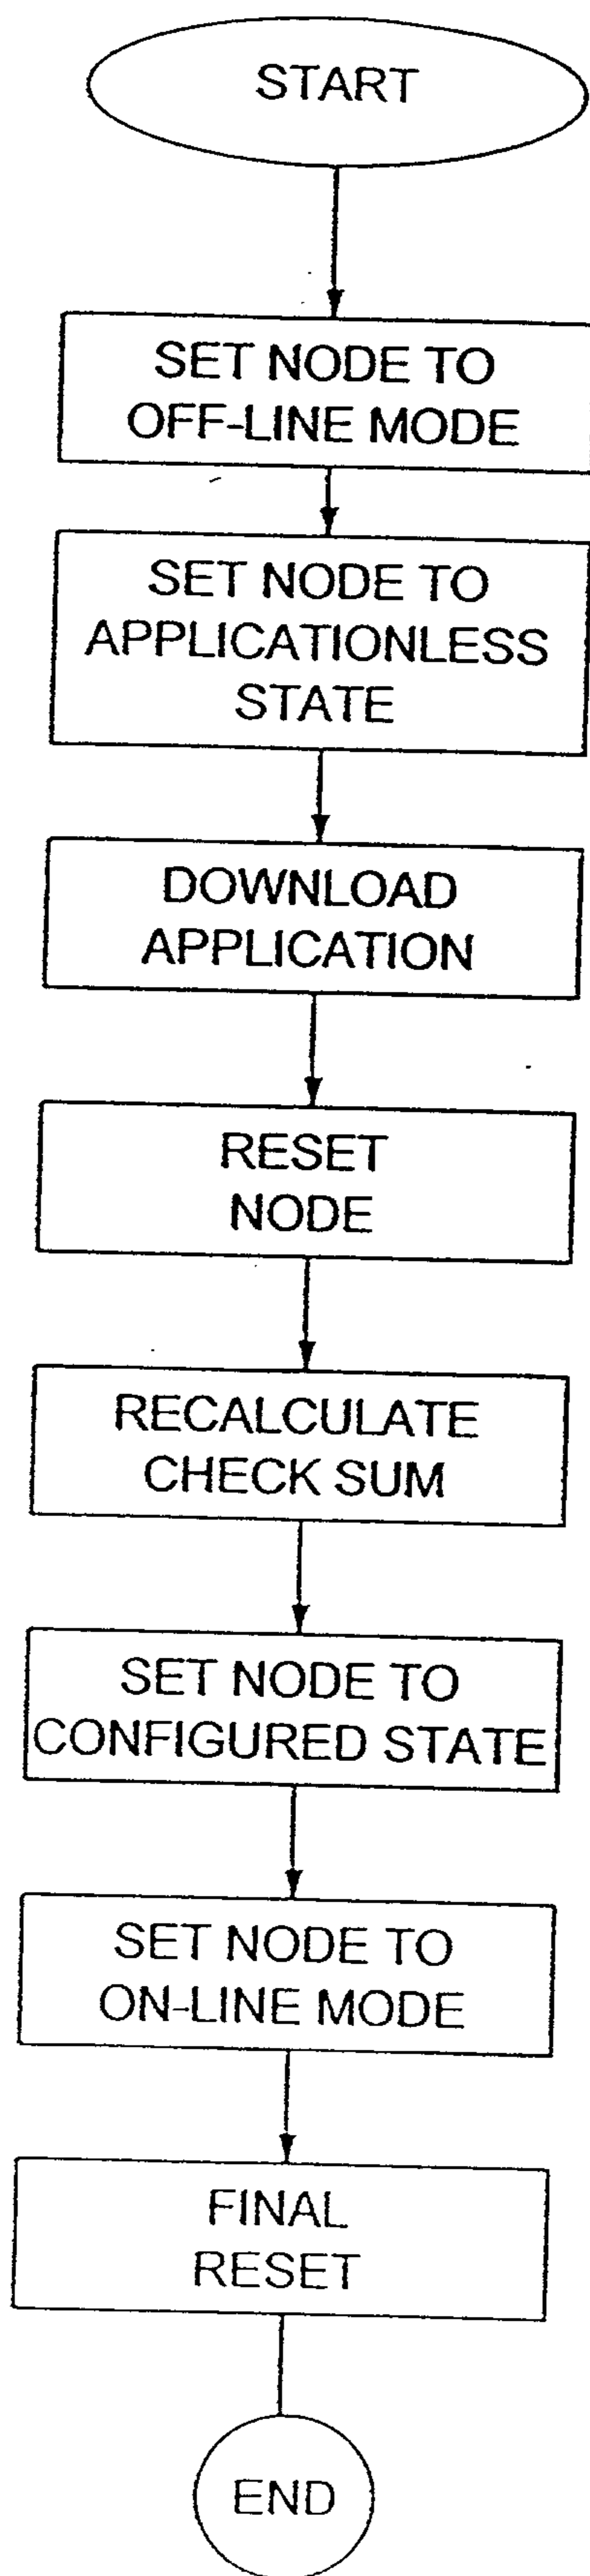 START
SET NODE TO
OFF-LINE MODE
SET NODE TO
APPLICATIONLESS
STATE
DOWNLOAD
APPLICATION
RESET
NODE
RECALCULATE
CHECK SUM
SET NODE TO
CONFIGURED STATE
SET NODE TO
ON-LINE MODE
FINAL
RESET
END